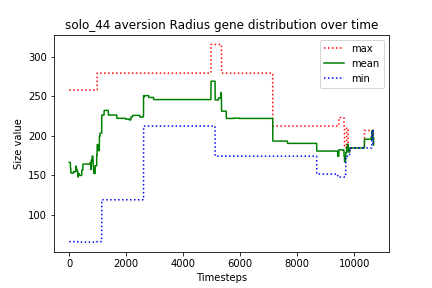 solo_44 aversion Radius gene distribution over time
max
mean
min
Size value
300
250
200
150
100
0
2000
4000
6000
8000
10000
Timesteps